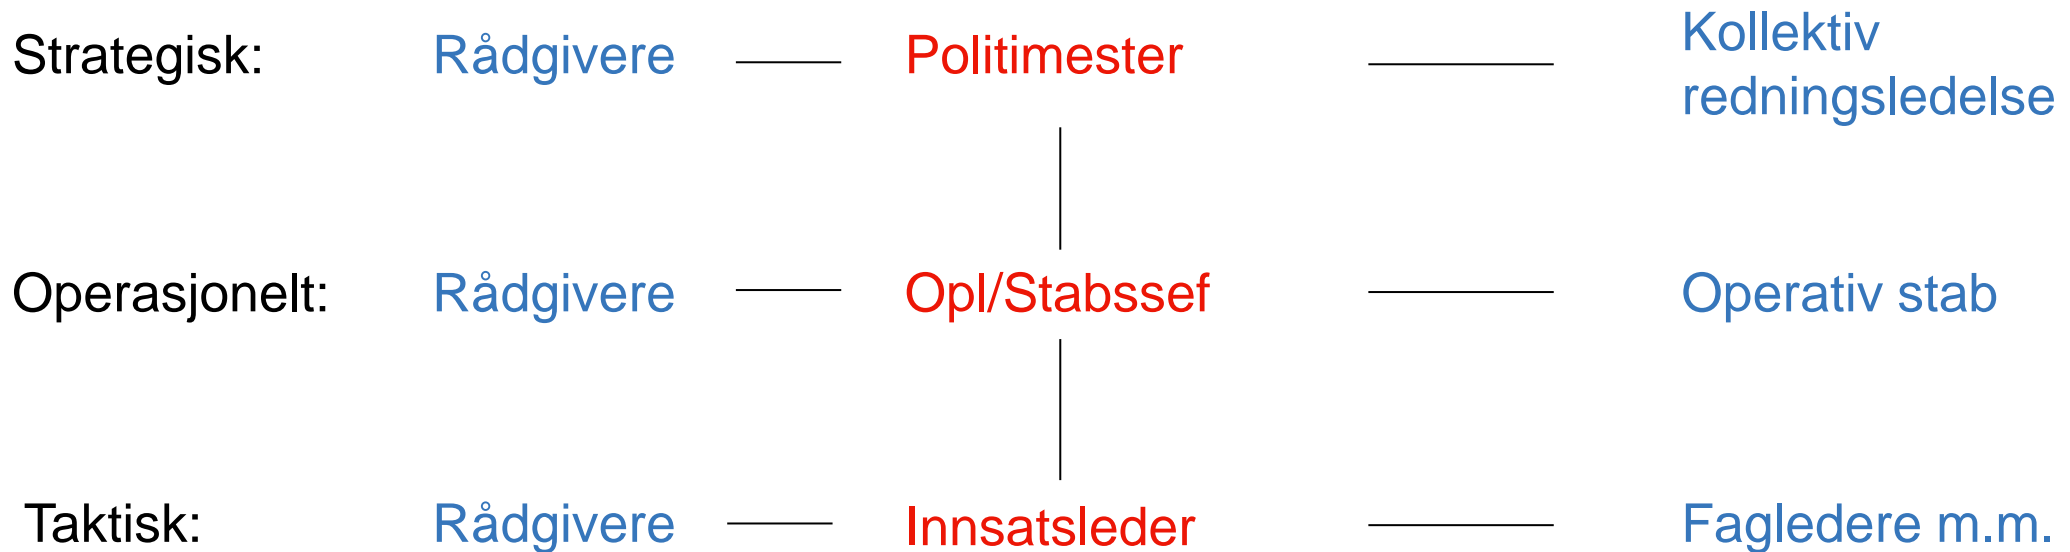 Strategisk: Rådgivere Politimester Kollektiv
redningsledelse
Operasjonelt: Rådgivere Opl/Stabssef Operativ stab
Taktisk: Rådgivere Innsatsleder Fagledere m.m.